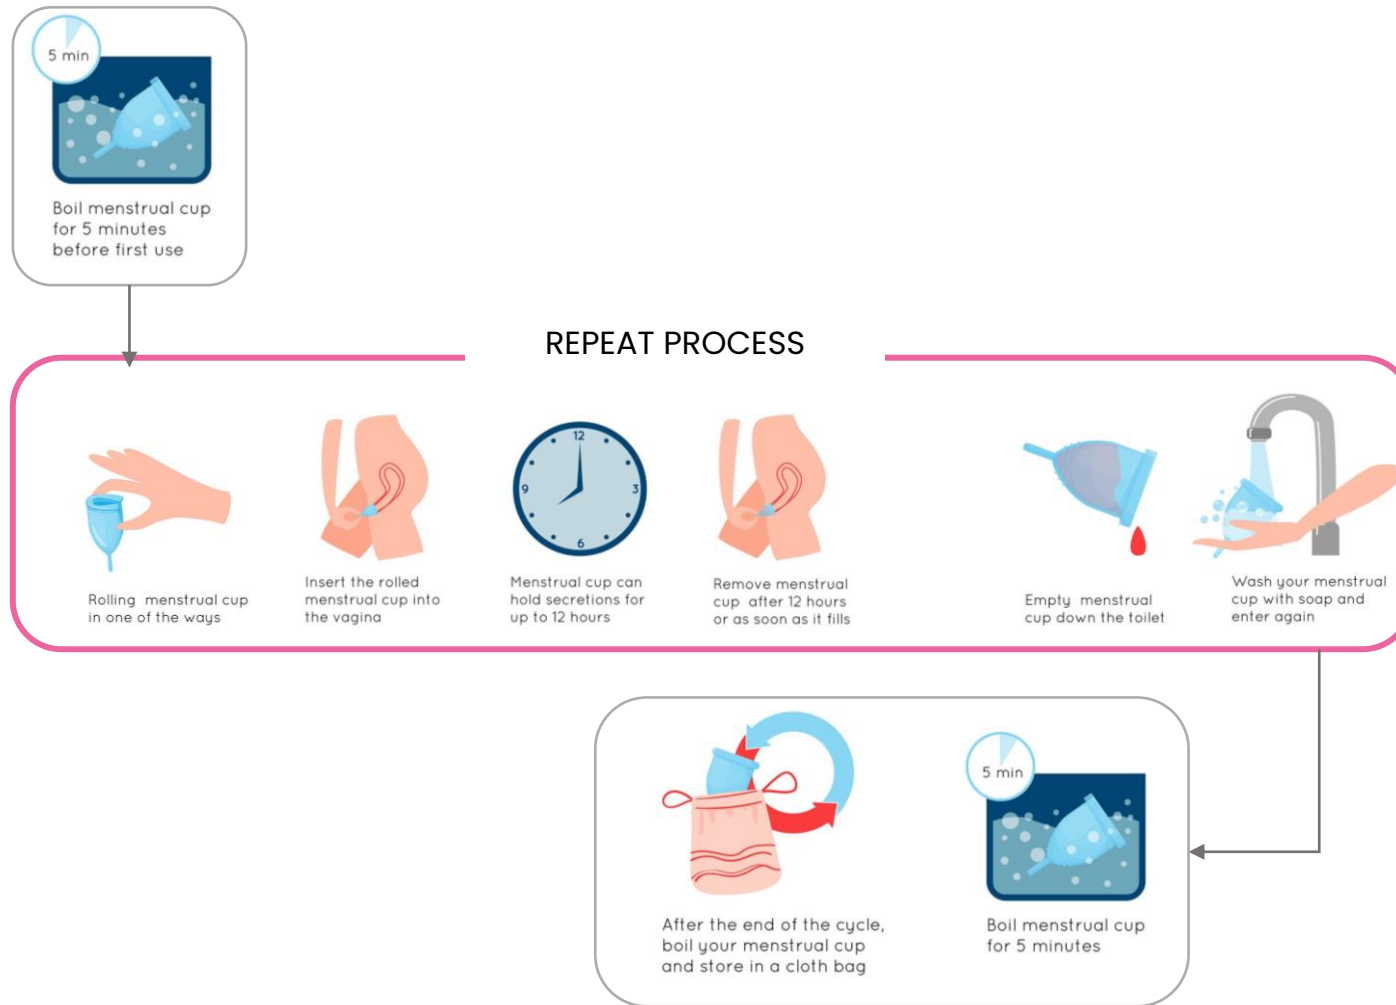 5 min
Boil menstrual cup
for 5 minutes
before first use
REPEAT PROCESS
Rolling menstrual cup
in one of the ways
Insert the rolled
menstrual cup into
the vagina
12
9
3
6
Menstrual cup can
hold secretions for
up to 12 hours
Remove menstrual
cup after 12 hours
or as soon as it fills
Empty menstrual
cup down the toilet
Wash your menstrual
cup with soap and
enter again
After the end of the cycle,
boil your menstrual cup
and store in a cloth bag
5 min
Boil menstrual cup
for 5 minutes